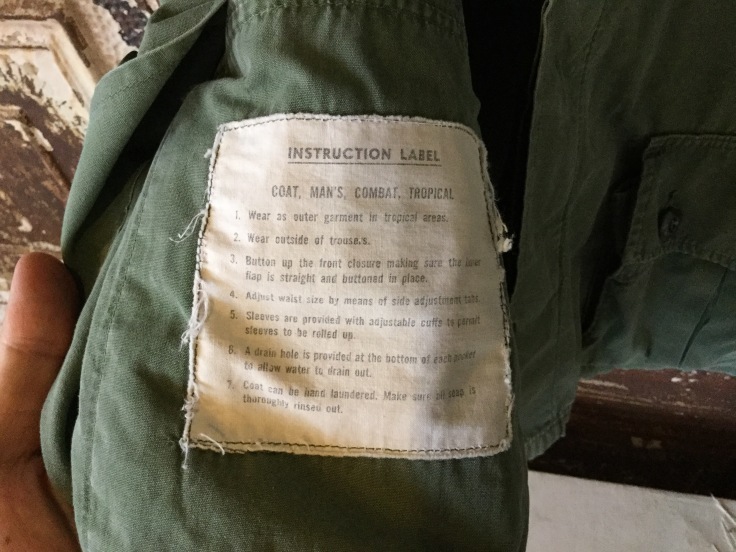 INSTRUCTION LABEL
COAT, MAN'S, COMBAT, TROPICAL
1. Wear as outer garment in tropical areas.
2. Wear outside of trousers.
3. Button up the front closure making sure the inner
flap is straight and buttoned in place.
4. Adjust waist size by means of side adjustment tabs.
5. Sleeves are provided with adjustable cuffs to permit
sleeves to be rolled up.
6. A drain hole is provided at the bottom of each pocket
to allow water to drain out.
7. Coat can be hand laundered. Make sure all soap is
thoroughly rinsed out.